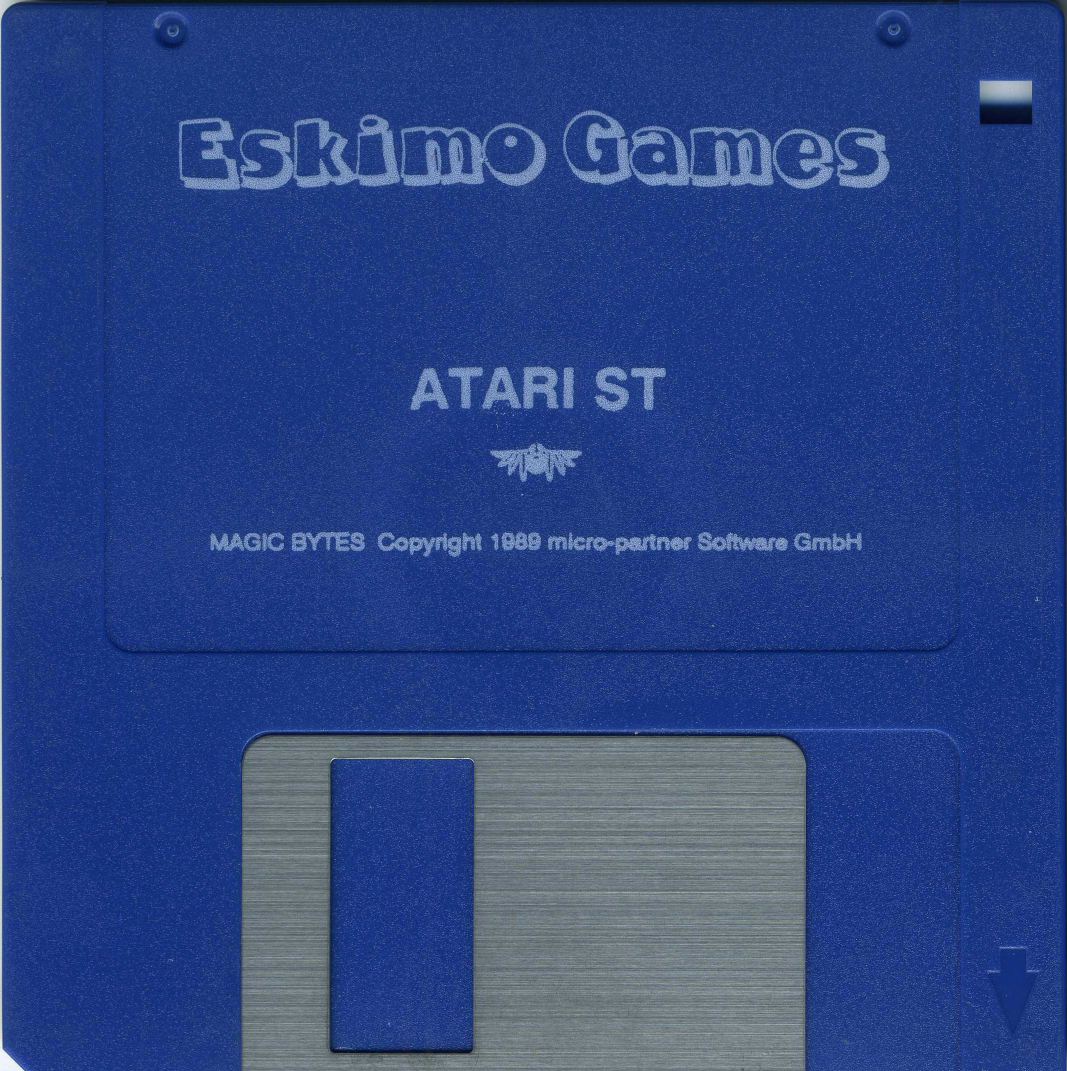 Eskimo Games
ATARI ST
MAGIC BYTES Copyright 1989 micro-partner Software GmbH